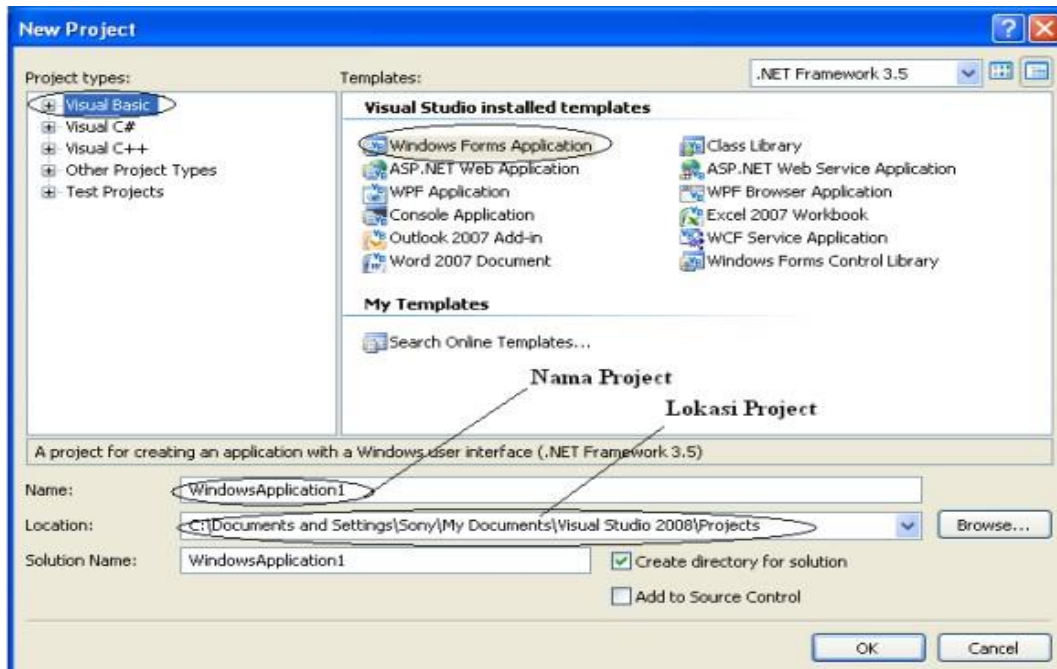 New Project
Project types:
Templates:
.NET Framework 3.5
Visual Basic
Visual C#
Visual C++
Other Project Types
Test Projects
Visual Studio installed templates
Windows Forms Application
Class Library
ASP.NET Web Application
ASP.NET Web Service Application
WPF Application
WPF Browser Application
Console Application
Excel 2007 Workbook
Outlook 2007 Add-in
WCF Service Application
Word 2007 Document
Windows Forms Control Library
My Templates
Search Online Templates...
Nama Project
Lokasi Project
A project for creating an application with a Windows user interface (.NET Framework 3.5)
Name:
WindowsApplication1
Location:
C:\Documents and Settings\Sony\My Documents\Visual Studio 2008\Projects
Browse...
Solution Name:
WindowsApplication1
Create directory for solution
Add to Source Control
OK
Cancel